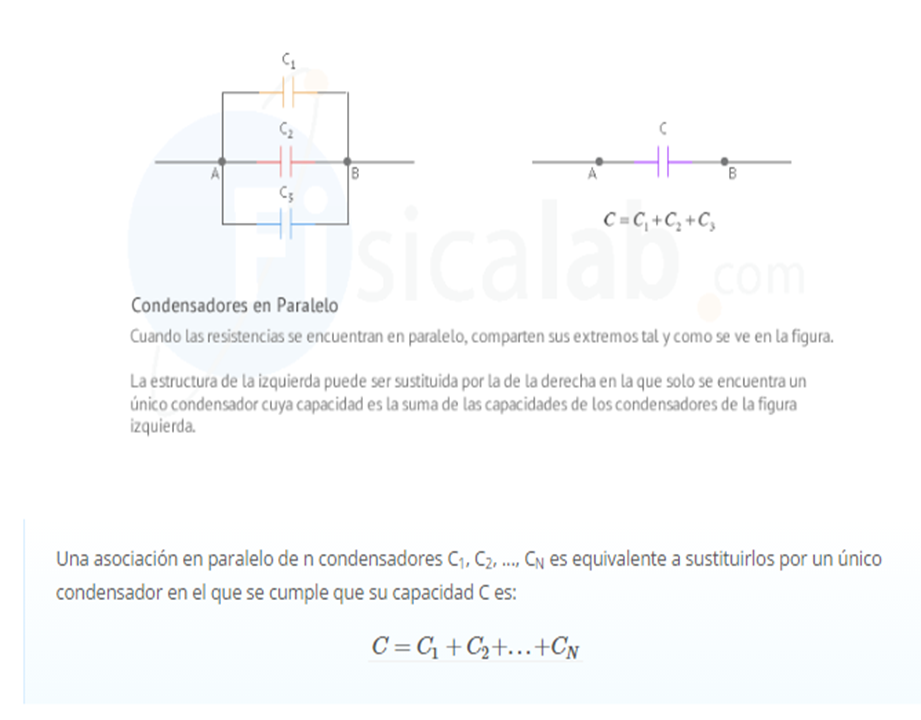 C₁
C₂
C₅
A
B
C
A
B
C = C₁ + C₂ + C₃
Fisicalab.com
Condensadores en Paralelo
Cuando las resistencias se encuentran en paralelo, comparten sus extremos tal y como se ve en la figura.
La estructura de la izquierda puede ser sustituida por la de la derecha en la que solo se encuentra un
único condensador cuya capacidad es la suma de las capacidades de los condensadores de la figura
izquierda.
Una asociación en paralelo de n condensadores C₁, C₂, ..., Cₙ es equivalente a sustituirlos por un único
condensador en el que se cumple que su capacidad C es:
C = C₁ + C₂+...+Cₙ